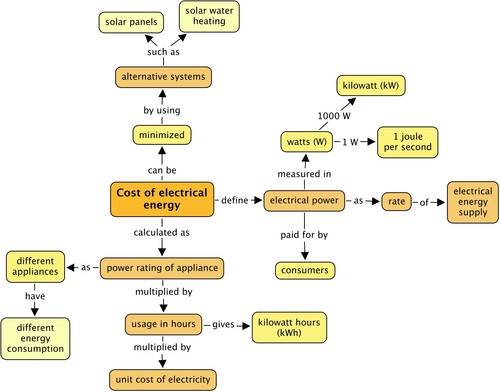 solar panels
solar water
heating
such as
alternative systems
by using
minimized
can be
kilowatt (kW)
1000 W
watts (W)
1 W
1 joule
per second
measured in
Cost of electrical
energy
define
electrical power
as
rate
of
electrical
energy
supply
calculated as
paid for by
consumers
different
appliances
as
power rating of appliance
have
multiplied by
different
energy
consumption
usage in hours
gives
kilowatt hours
(kWh)
multiplied by
unit cost of electricity